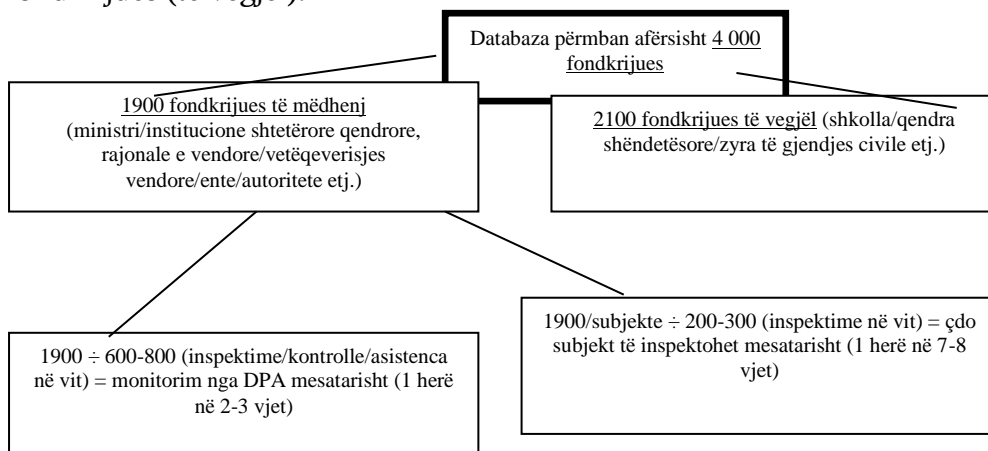 Databaza përmban afërsisht 4 000
fondkrijues
1900 fondkrijues të mëdhenj
(ministri/institucione shtetërore qendrore,
rajonale e vendore/vetëqeverisjes
vendore/ente/autoritete etj.)
2100 fondkrijues të vegjël (shkolla/qendra
shëndetësore/zyra të gjendjes civile etj.)
1900 ÷ 600-800 (inspektime/kontrolle/asistenca
në vit) = monitorim nga DPA mesatarisht (1 herë
në 2-3 vjet)
1900/subjekte ÷ 200-300 (inspektime në vit) = çdo
subjekt të inspektohet mesatarisht (1 herë në 7-8
vjet)